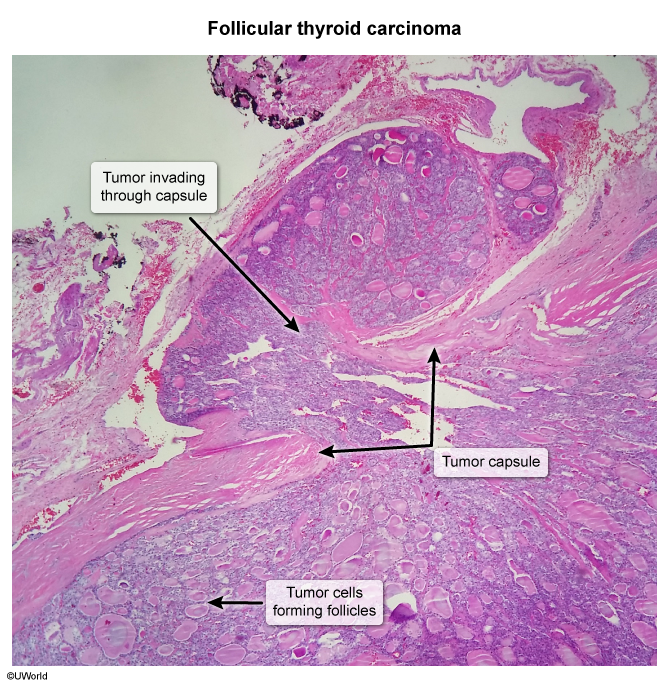 Follicular thyroid carcinoma
Tumor invading
through capsule
Tumor capsule
Tumor cells
forming follicles
©UWorld